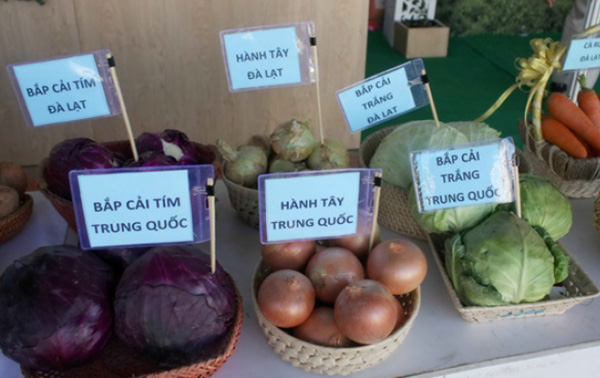 BẮP CẢI TÍM
ĐÀ LẠT
HÀNH TÂY
ĐÀ LẠT
BẮP CẢI
TRẮNG
ĐÀ LẠT
BẮP CẢI TÍM
TRUNG QUỐC
HÀNH TÂY
TRUNG QUỐC
BẮP CẢI
TRẮNG
TRUNG QUỐC